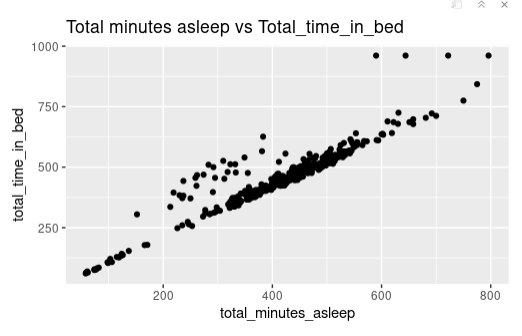 Total minutes asleep vs Total_time_in_bed
1000
750
500
250
total_time_in_bed
200 400 600 800
total_minutes_asleep